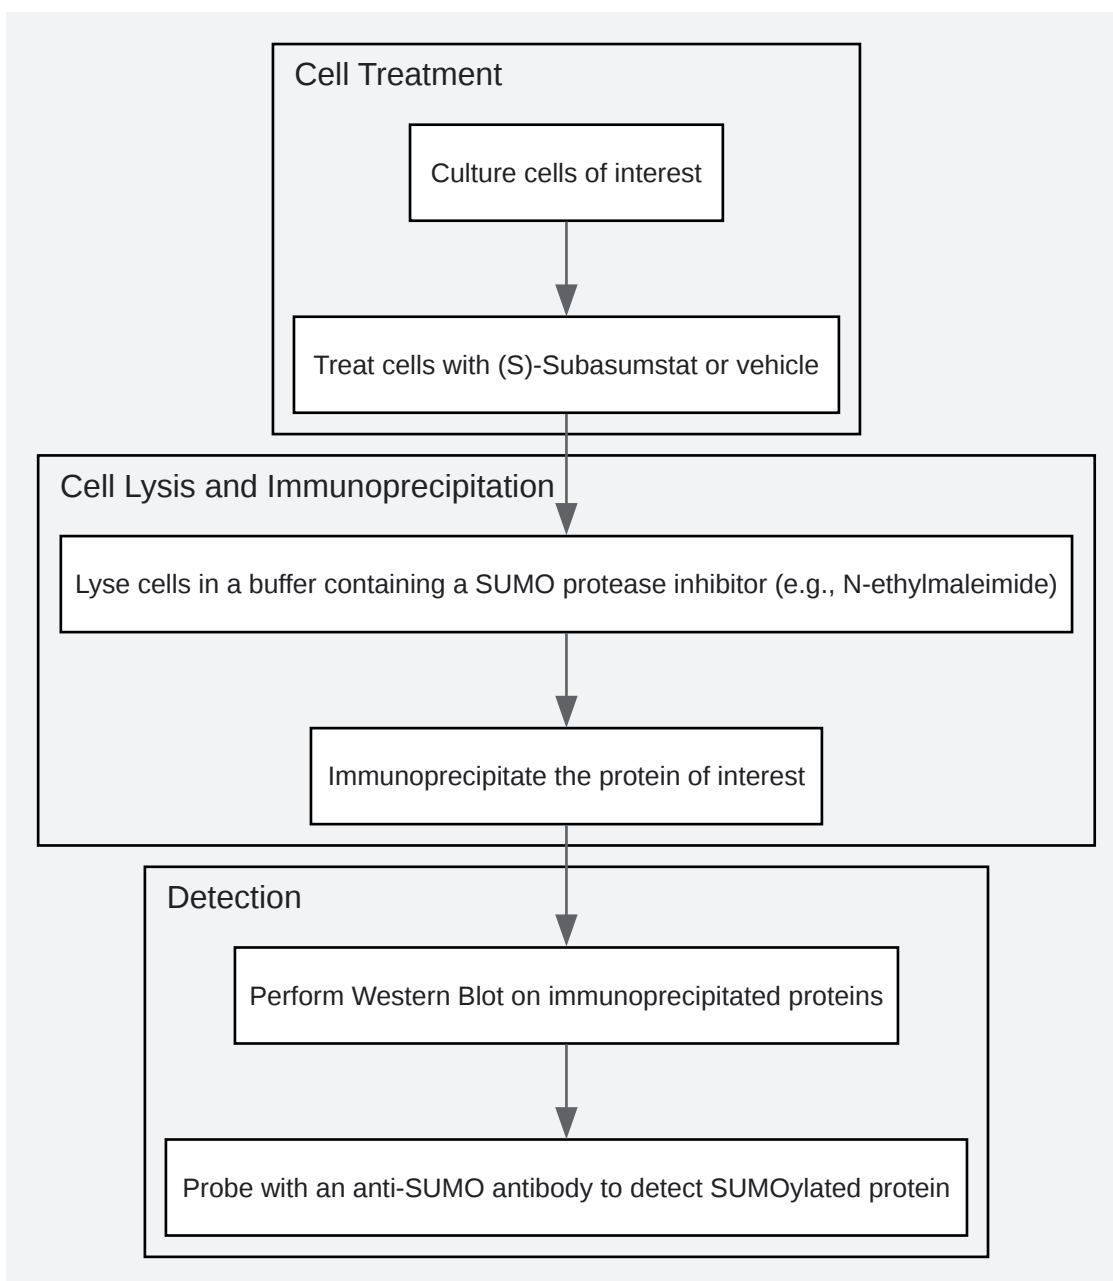 Cell Treatment
Culture cells of interest
Treat cells with (S)-Subasumstat or vehicle
Cell Lysis and Immunoprecipitation
Lyse cells in a buffer containing a SUMO protease inhibitor (e.g., N-ethylmaleimide)
Immunoprecipitate the protein of interest
Detection
Perform Western Blot on immunoprecipitated proteins
Probe with an anti-SUMO antibody to detect SUMOylated protein